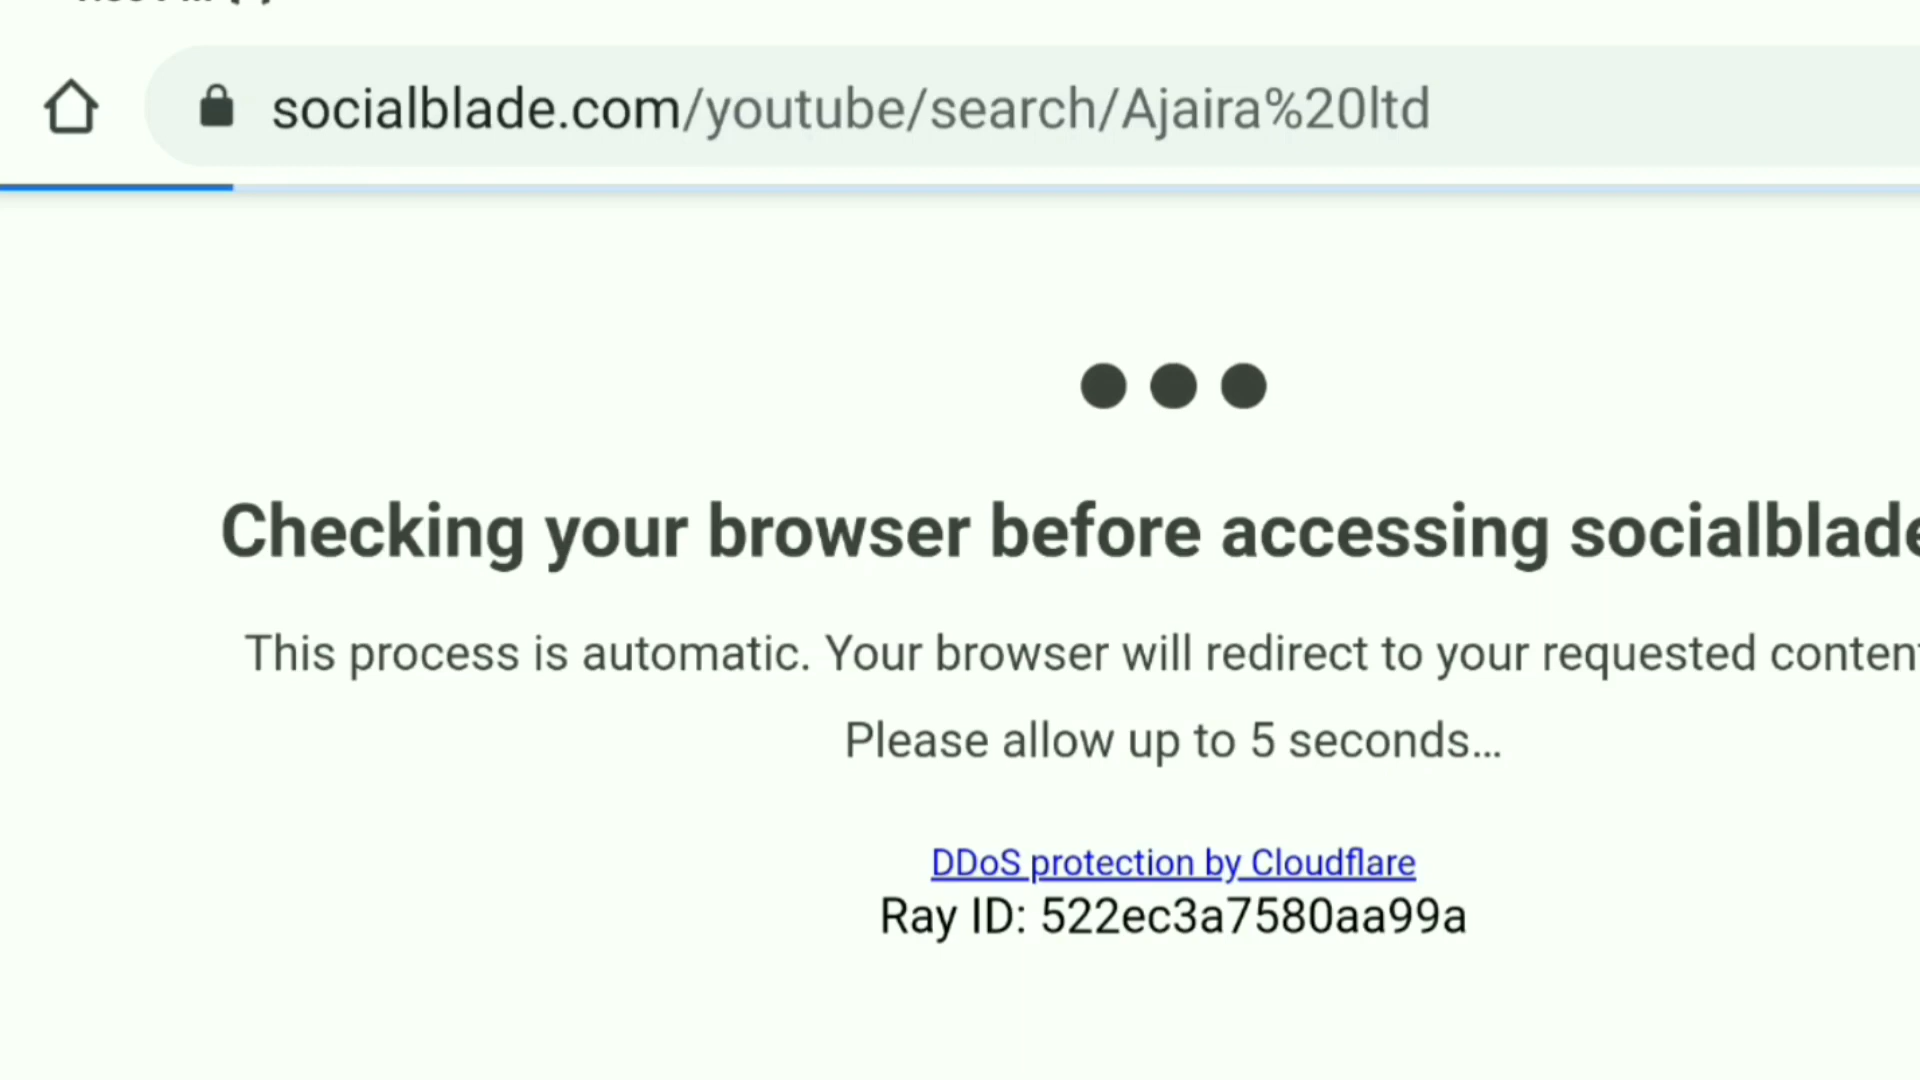 socialblade.com/youtube/search/Ajaira%20ltd
Checking your browser before accessing socialblade
This process is automatic. Your browser will redirect to your requested content
Please allow up to 5 seconds…
DDoS protection by Cloudflare
Ray ID: 522ec3a7580aa99a